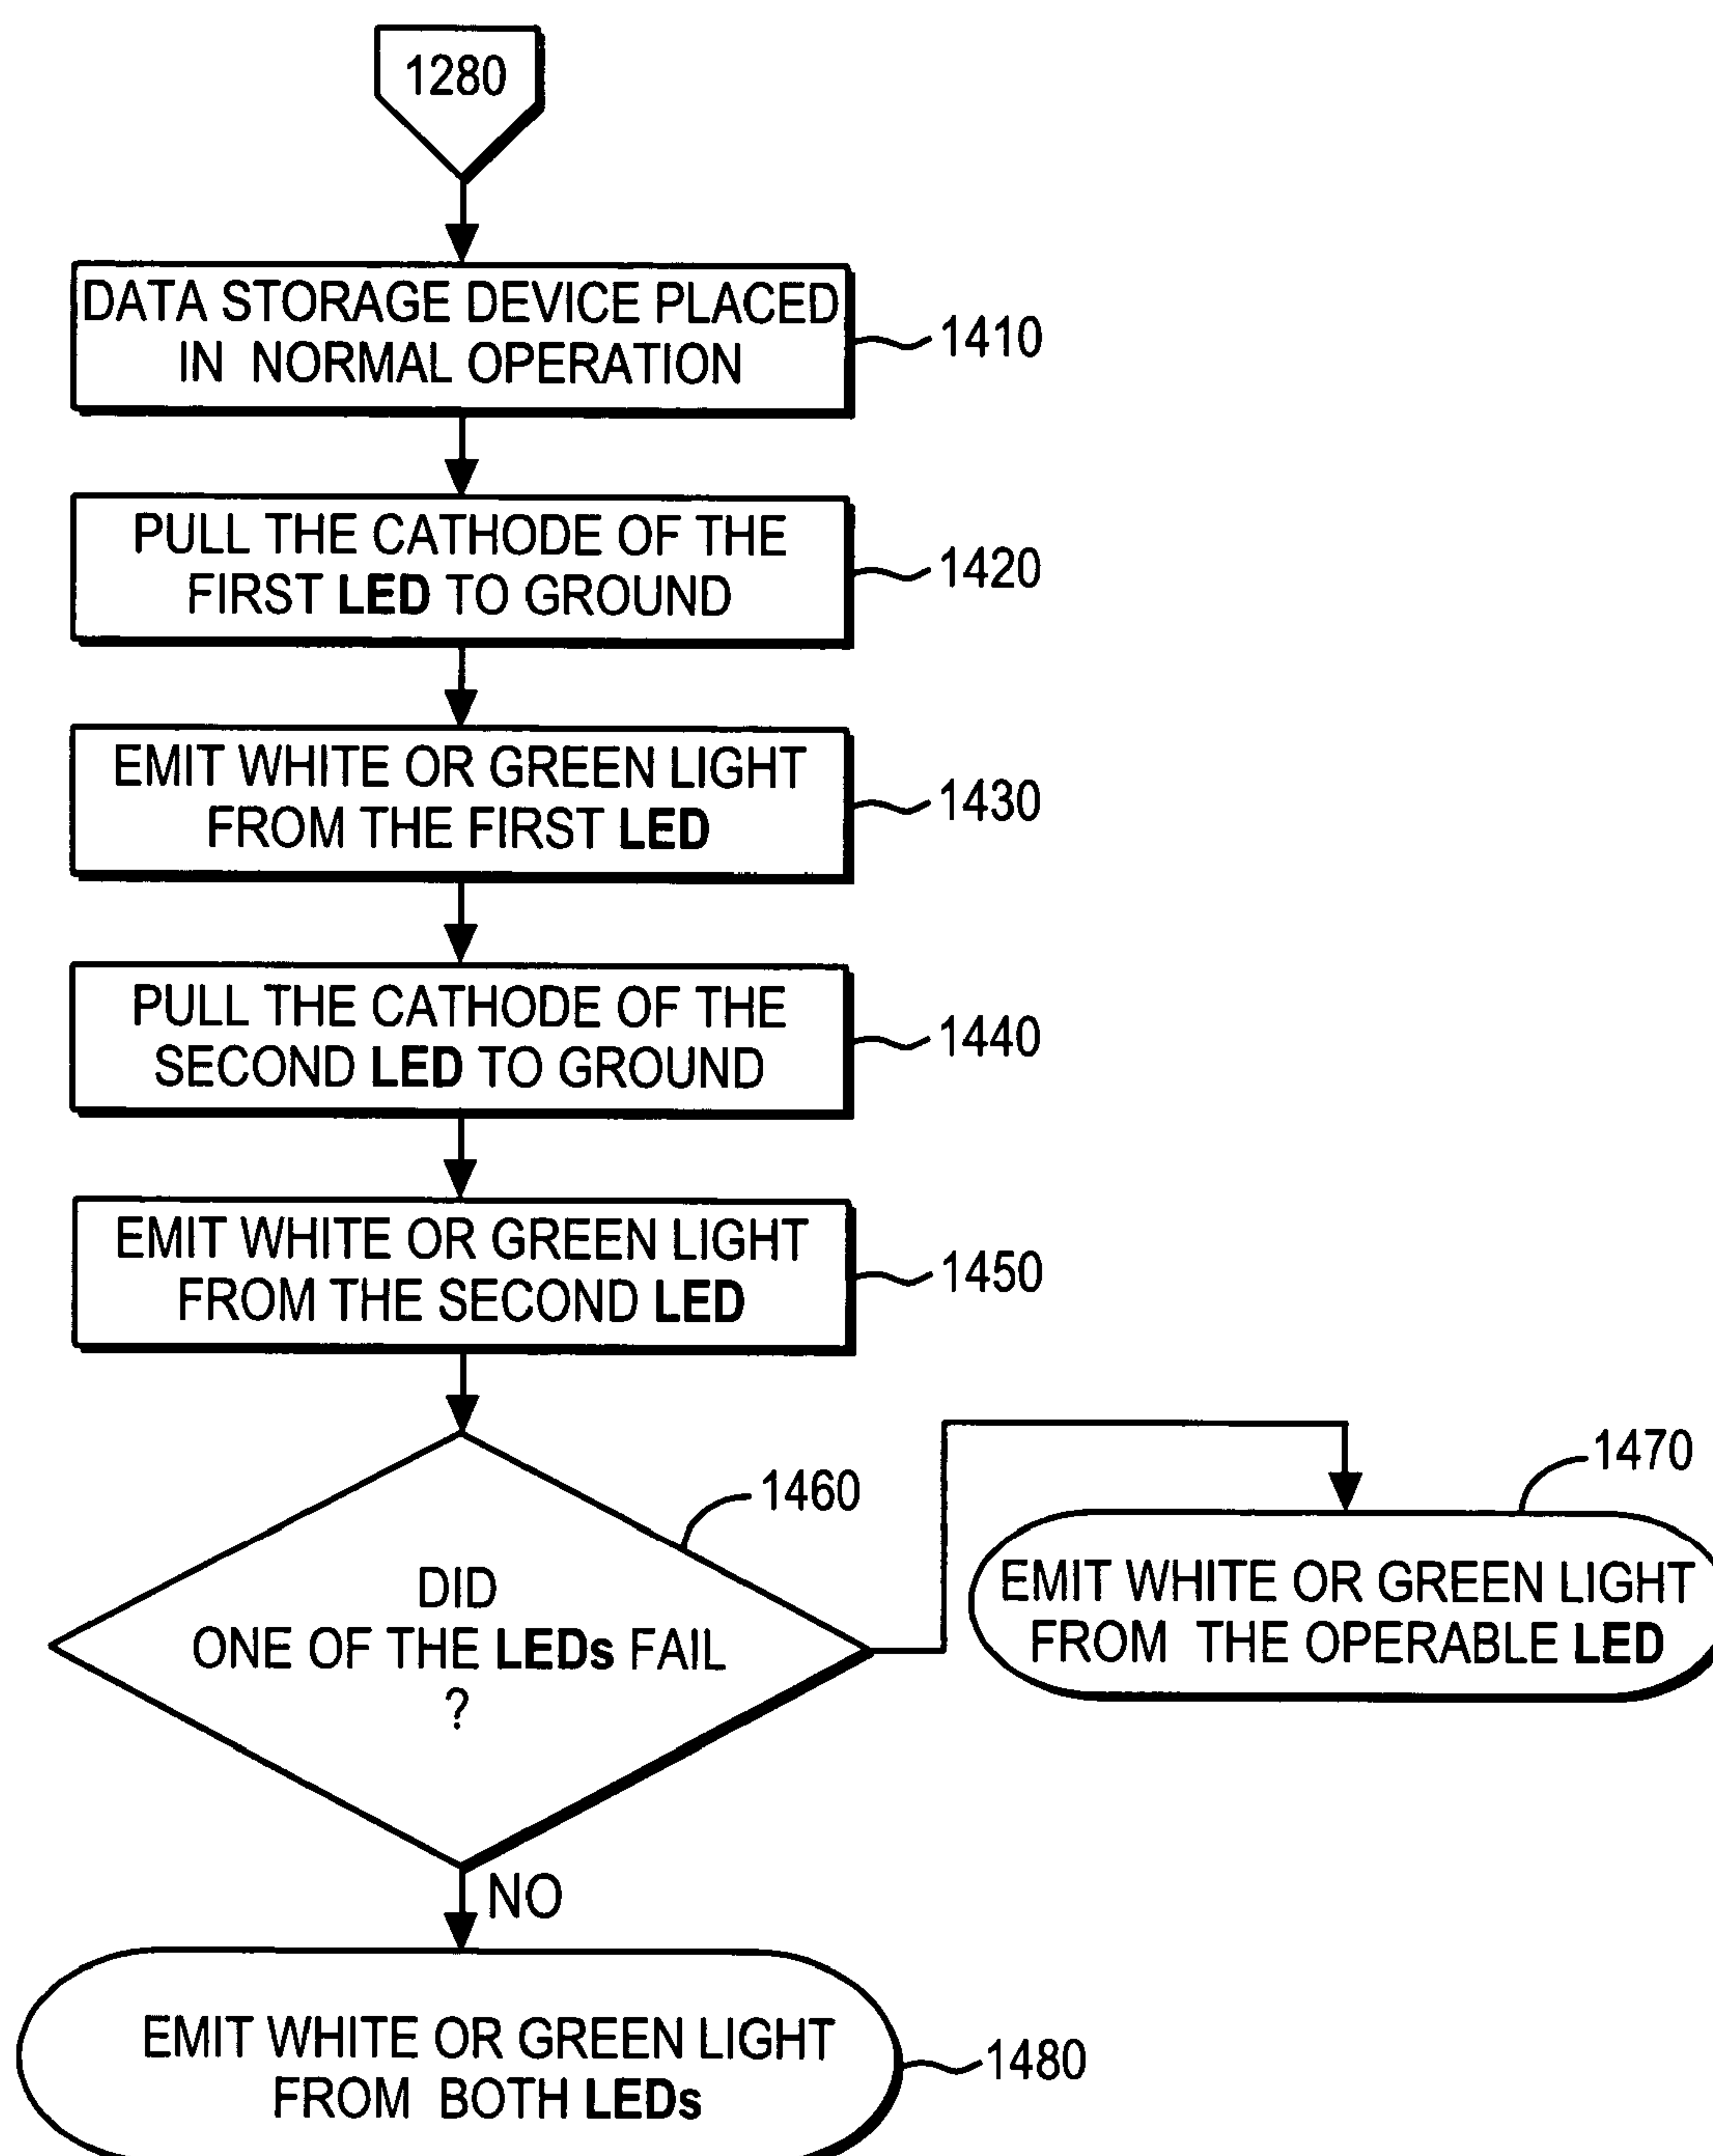 1280
DATA STORAGE DEVICE PLACED
IN NORMAL OPERATION
1410
PULL THE CATHODE OF THE
FIRST LED TO GROUND
1420
EMIT WHITE OR GREEN LIGHT
FROM THE FIRST LED
1430
PULL THE CATHODE OF THE
SECOND LED TO GROUND
1440
EMIT WHITE OR GREEN LIGHT
FROM THE SECOND LED
1450
DID
ONE OF THE LEDs FAIL
?
1460
EMIT WHITE OR GREEN LIGHT
FROM THE OPERABLE LED
1470
NO
EMIT WHITE OR GREEN LIGHT
FROM BOTH LEDs
1480